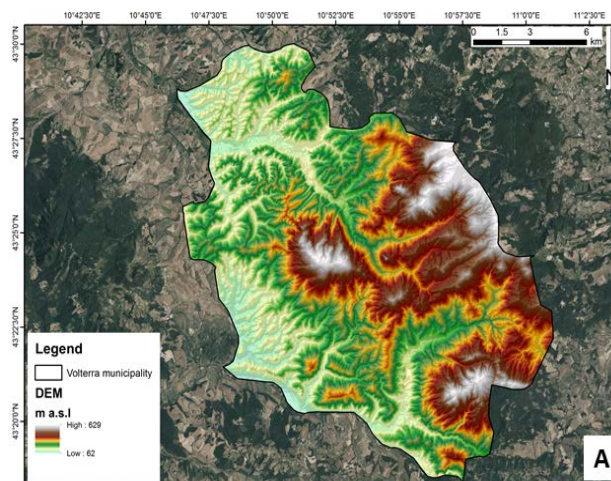 10°42'30"E 10°45'0"E 10°47'30"E 10°50'0"E 10°52'30"E 10°55'0"E 10°57'30"E 11°0'0"E 11°2'30"E
0 1.5 3 6
km
43°30'0"N
43°27'30"N
43°25'0"N
43°22'30"N
43°20'0"N
Legend
Volterra municipality
DEM
m a.s.l
High : 629
Low : 62
A